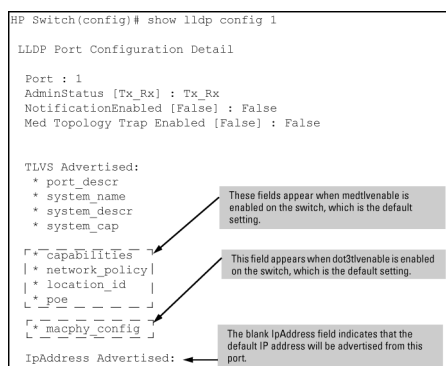 HP Switch(config)# show lldp config 1
LLDP Port Configuration Detail
Port : 1
AdminStatus [Tx_Rx] : Tx_Rx
NotificationEnabled [False] : False
Med Topology Trap Enabled [False] : False
TLVS Advertised:
* port_descr
* system_name
* system_descr
* system_cap
* capabilities
* network_policy
* location_id
* poe
* macphy_config
IpAddress Advertised:
These fields appear when medtlvenable is
enabled on the switch, which is the default
setting.
This field appears when dot3tlvenable is enabled
on the switch, which is the default setting.
The blank IpAddress field indicates that the
default IP address will be advertised from this
port.